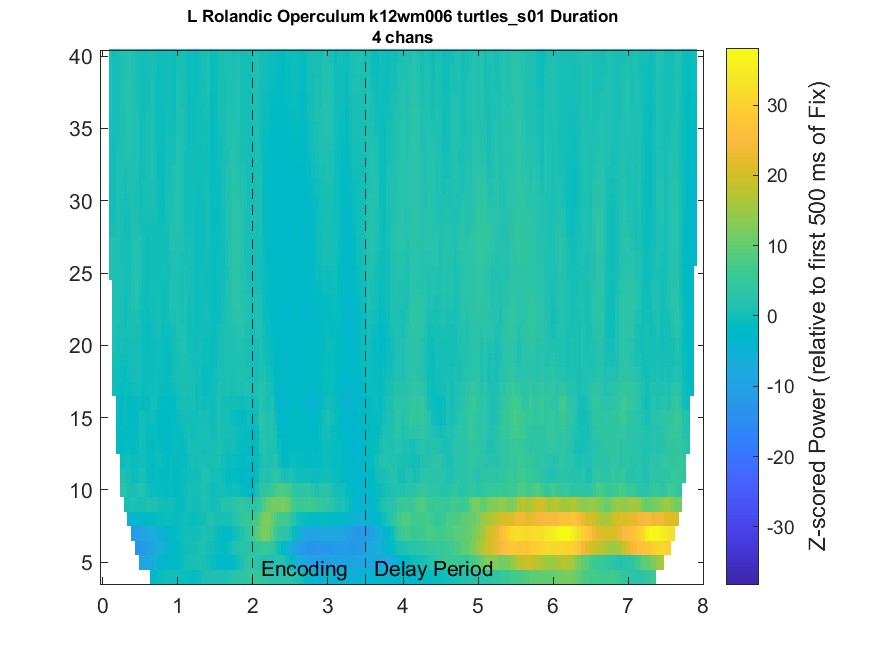 L Rolandic Operculum k12wm006 turtles_s01 Duration
4 chans
40
35
30
25
20
15
10
5
Encoding
Delay Period
0 1 2 3 4 5 6 7 8
30
20
10
0
-10
-20
-30
Z-scored Power (relative to first 500 ms of Fix)